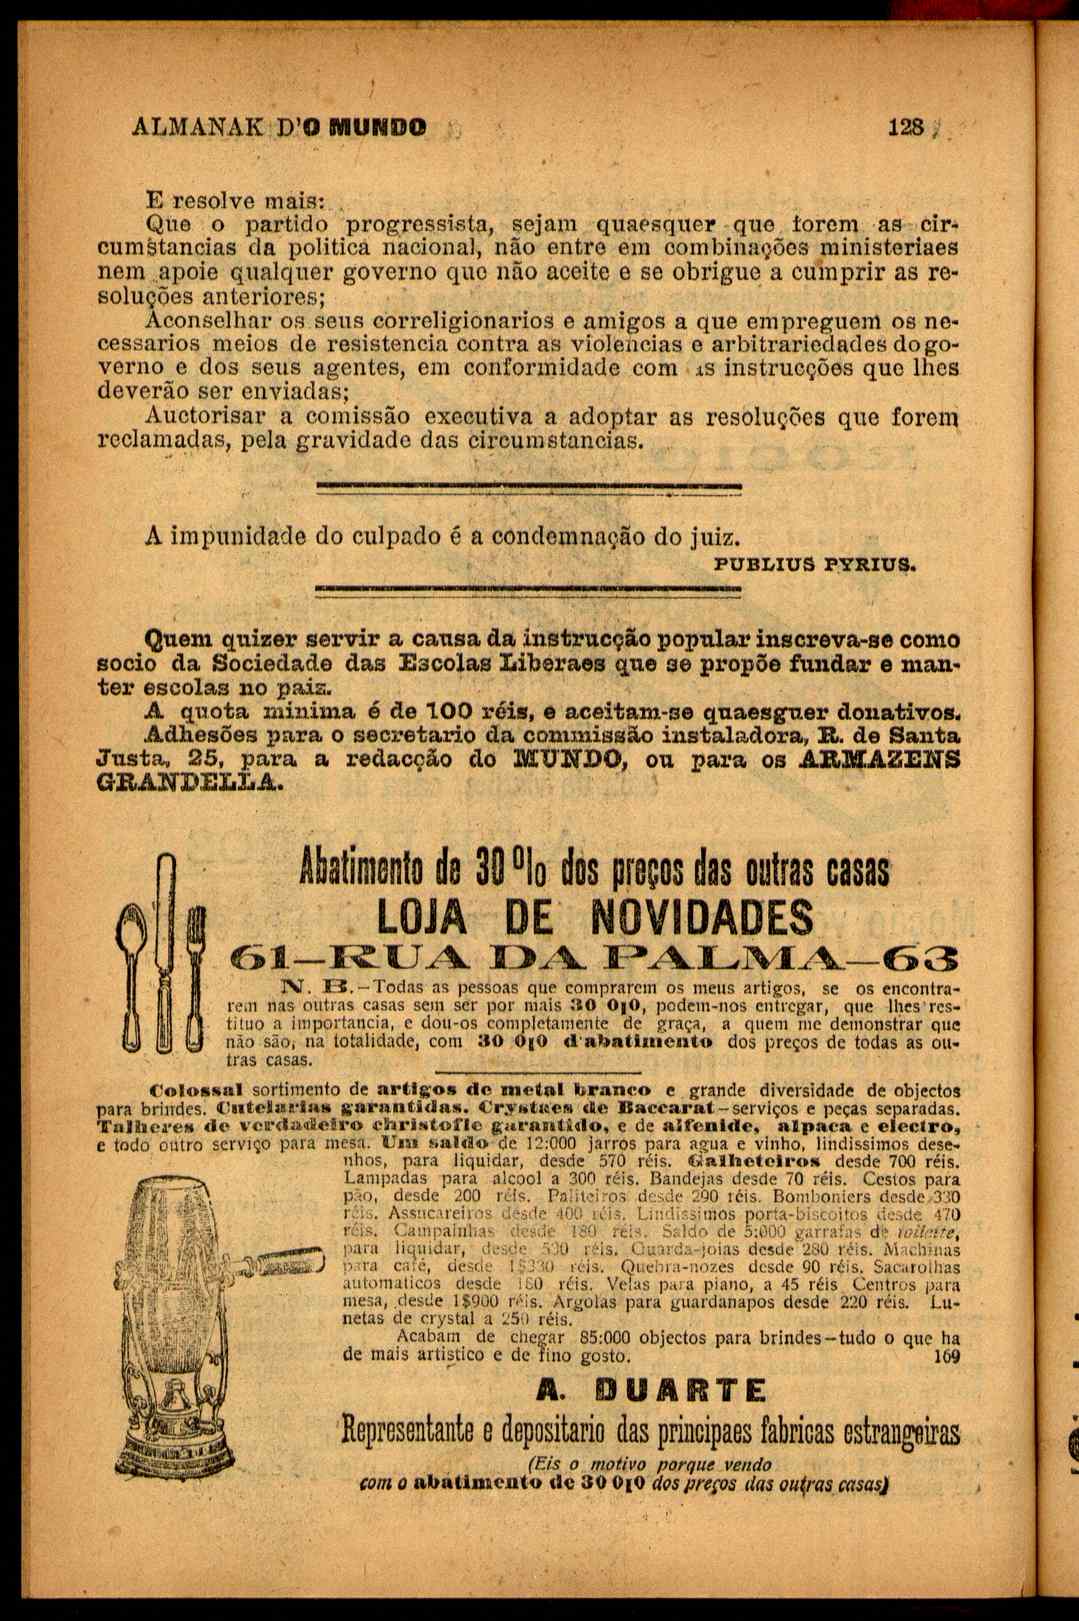 ALMANAK D'O MUNDO 128
E resolve mais:
Que o partido progressista, sejam quaesquer que forem as cir-
cumstancias da politica nacional, não entre em combinações ministeriaes
nem apoie qualquer governo que não aceite e se obrigue a cumprir as re-
soluções anteriores;
Aconselhar os seus correligionarios e amigos a que empreguem os ne-
cessarios meios de resistencia contra as violencias e arbitrariedades do go-
verno e dos seus agentes, em conformidade com as instrucções que lhes
deverão ser enviadas;
Auctorisar a comissão executiva a adoptar as resoluções que forem
reclamadas, pela gravidade das circumstancias.
A impunidade do culpado é a condemnação do juiz.
PUBLIUS PYRIUS.
Quem quizer servir a causa da instrucção popular inscreva-se como
socio da Sociedade das Escolas Liberaes que se propõe fundar e man-
ter escolas no paiz.
A quota minima é de 100 réis, e aceitam-se quaesguer donativos.
Adhesões para o secretario da commissão instaladora, R. de Santa
Justa, 25, para a redacção do MUNDO, ou para os ARMAZENS
GRANDELLA.
Abatimento de 30 0|0 dos preços das outras casas
LOJA DE NOVIDADES
61—RUA DA PALMA—63
N. B.—Todas as pessoas que comprarem os meus artigos, se os encontra-
rem nas outras casas sem ser por mais 30 0|0, podem-nos entregar, que lhes res-
tituo a importancia, e dou-os completamente de graça, a quem me demonstrar que
não são, na totalidade, com 30 0|0 d'abatimento dos preços de todas as ou-
tras casas.
Colossal sortimento de artigos de metal branco e grande diversidade de objectos
para brindes. Cutelarias garantidas. Crystaes de Baccarat—serviços e peças separadas.
Talheres de verdadeiro christofle garantido, e de alfenide, alpaca e electro,
e todo outro serviço para mesa. Um saldo de 12:000 jarros para agua e vinho, lindissimos dese-
nhos, para liquidar, desde 570 réis. Galheteiros desde 700 réis.
Lampadas para alcool a 300 réis. Bandejas desde 70 réis. Cestos para
pão, desde 200 réis. Paliteiros desde 290 réis. Bomboniers desde 330
réis. Assucareiros desde 400 réis. Lindissimos porta-biscoitos desde 470
réis. Campainhas desde 180 réis. Saldo de 5:000 garrafas de toilette,
para liquidar, desde 530 réis. Guarda-joias desde 280 réis. Machinas
para café, desde 1$330 réis. Quebra-nozes desde 90 réis. Sacarolhas
automaticos desde 180 réis. Velas para piano, a 45 réis Centros para
mesa, desde 1$900 réis. Argolas para guardanapos desde 220 réis. Lu-
netas de crystal a 250 réis.
Acabam de chegar 85:000 objectos para brindes—tudo o que ha
de mais artistico e de fino gosto. 169
A. DUARTE
Representante e depositario das principaes fabricas estrangeiras
(Eis o motivo porque vendo
com o abatimento de 30 0|0 dos preços das outras casas)